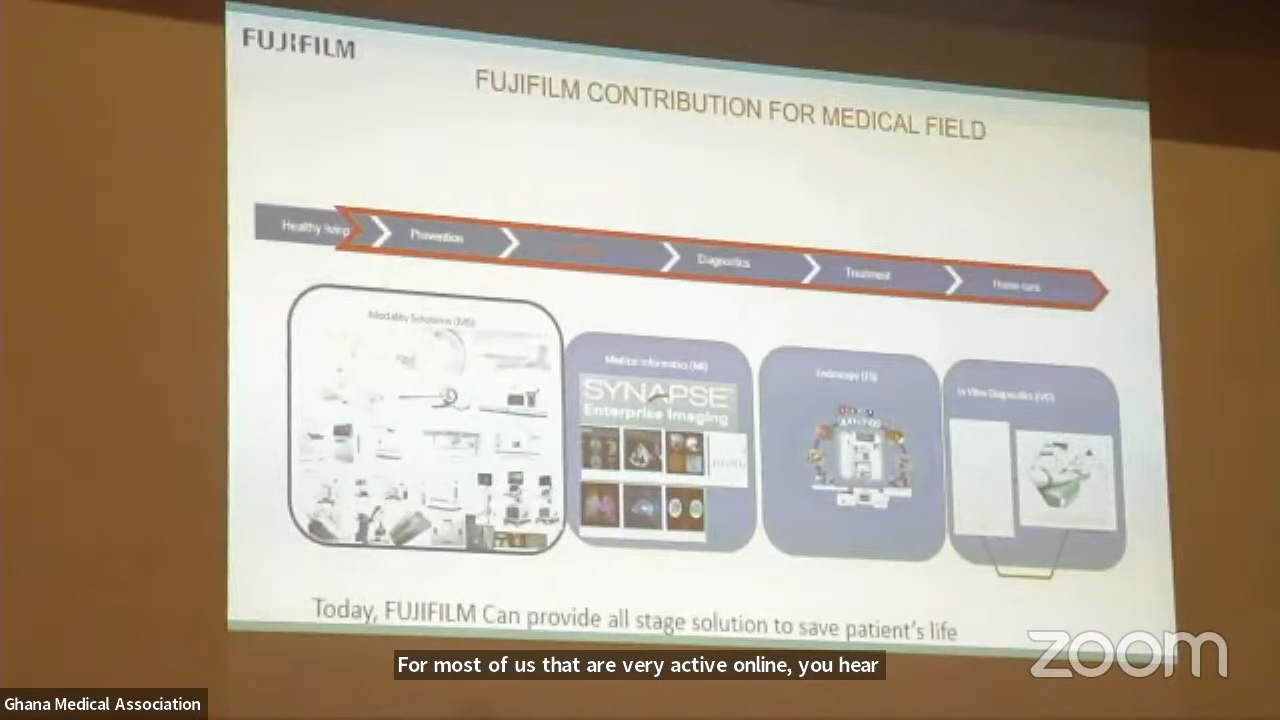 FUJIFILM
FUJIFILM CONTRIBUTION FOR MEDICAL FIELD
Healthy living
Prevention
Diagnostics
Treatment
Home care
Modality Solutions (MS)
Medical Informatics (MI)
SYNAPSE
Enterprise Imaging
Endoscopy (ES)
In Vitro Diagnostics (IVD)
Today, FUJIFILM Can provide all stage solution to save patient's life
zoom
For most of us that are very active online, you hear
Ghana Medical Association